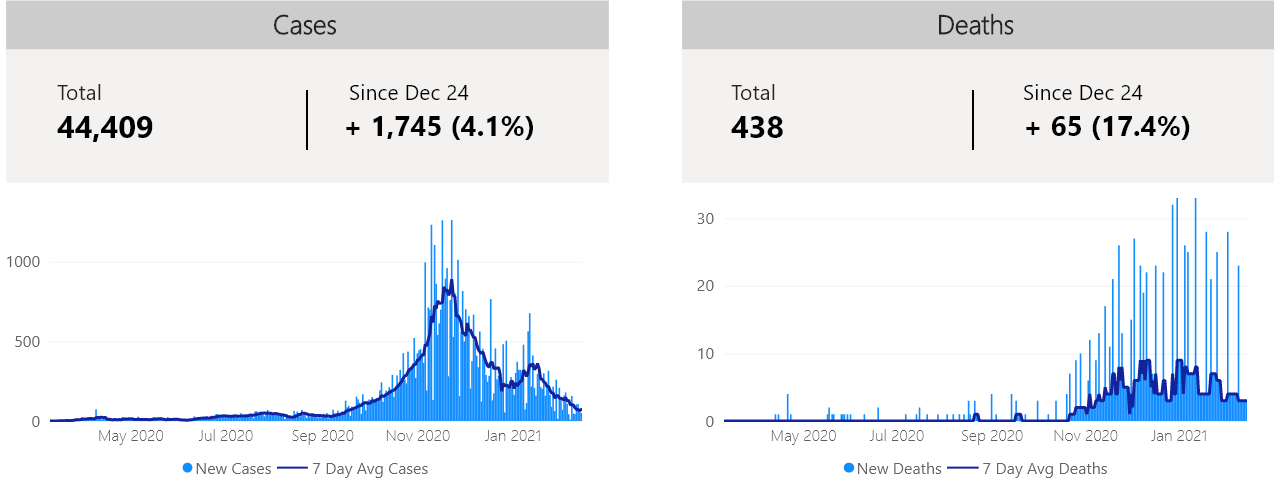 Cases
Total
44,409
Since Dec 24
+ 1,745 (4.1%)
1000
500
0
May 2020 Jul 2020 Sep 2020 Nov 2020 Jan 2021
New Cases 7 Day Avg Cases
Deaths
Total
438
Since Dec 24
+ 65 (17.4%)
30
20
10
0
May 2020 Jul 2020 Sep 2020 Nov 2020 Jan 2021
New Deaths 7 Day Avg Deaths